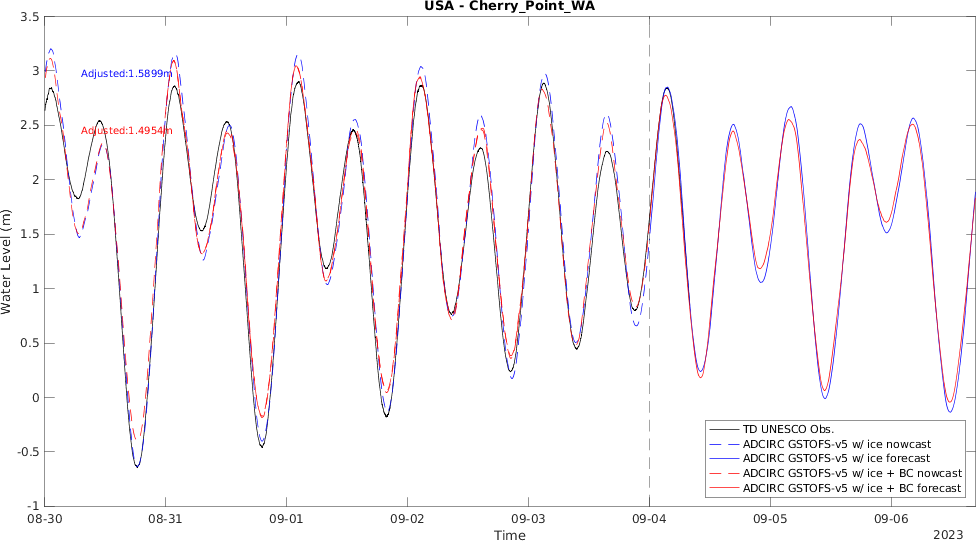 USA - Cherry_Point_WA
3.5
3
2.5
2
1.5
1
0.5
0
-0.5
-1
Water Level (m)
Adjusted:1.5899m
Adjusted:1.4954m
TD UNESCO Obs.
ADCIRC GSTOFS-v5 w/ ice nowcast
ADCIRC GSTOFS-v5 w/ ice forecast
ADCIRC GSTOFS-v5 w/ ice + BC nowcast
ADCIRC GSTOFS-v5 w/ ice + BC forecast
08-30 08-31 09-01 09-02 09-03 09-04 09-05 09-06
Time
2023